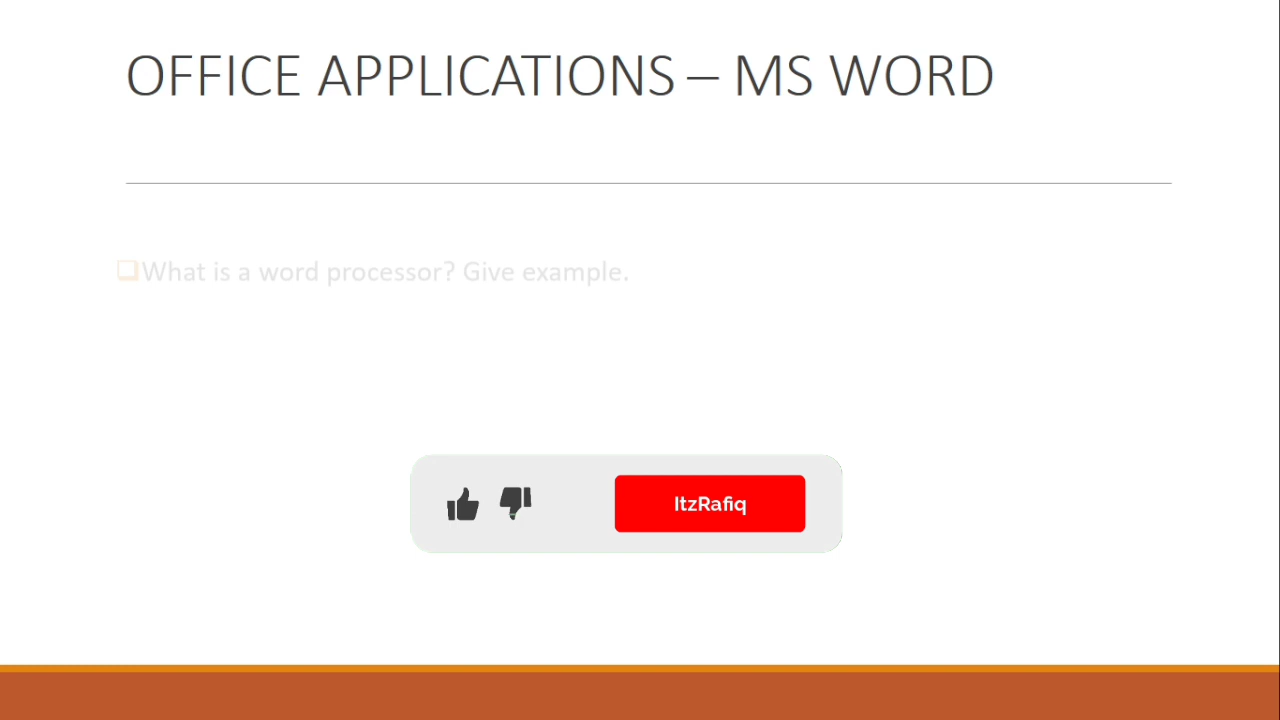 OFFICE APPLICATIONS – MS WORD
What is a word processor? Give example.
ItzRafiq